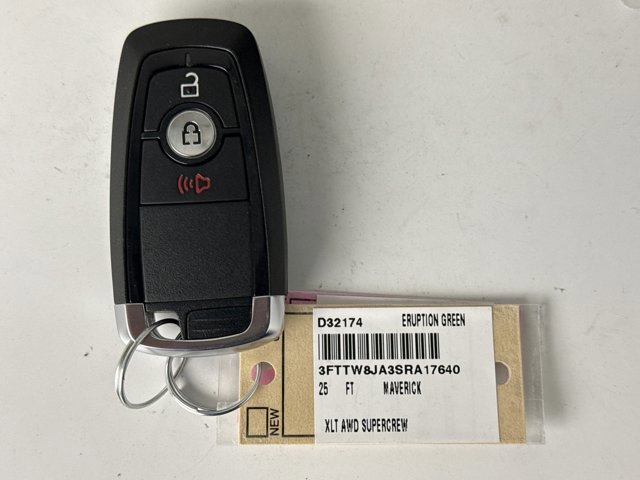 D32174 ERUPTION GREEN
3FTTW8JA3SRA17640
25 FT MAVERICK
XLT AWD SUPERCREW
NEW